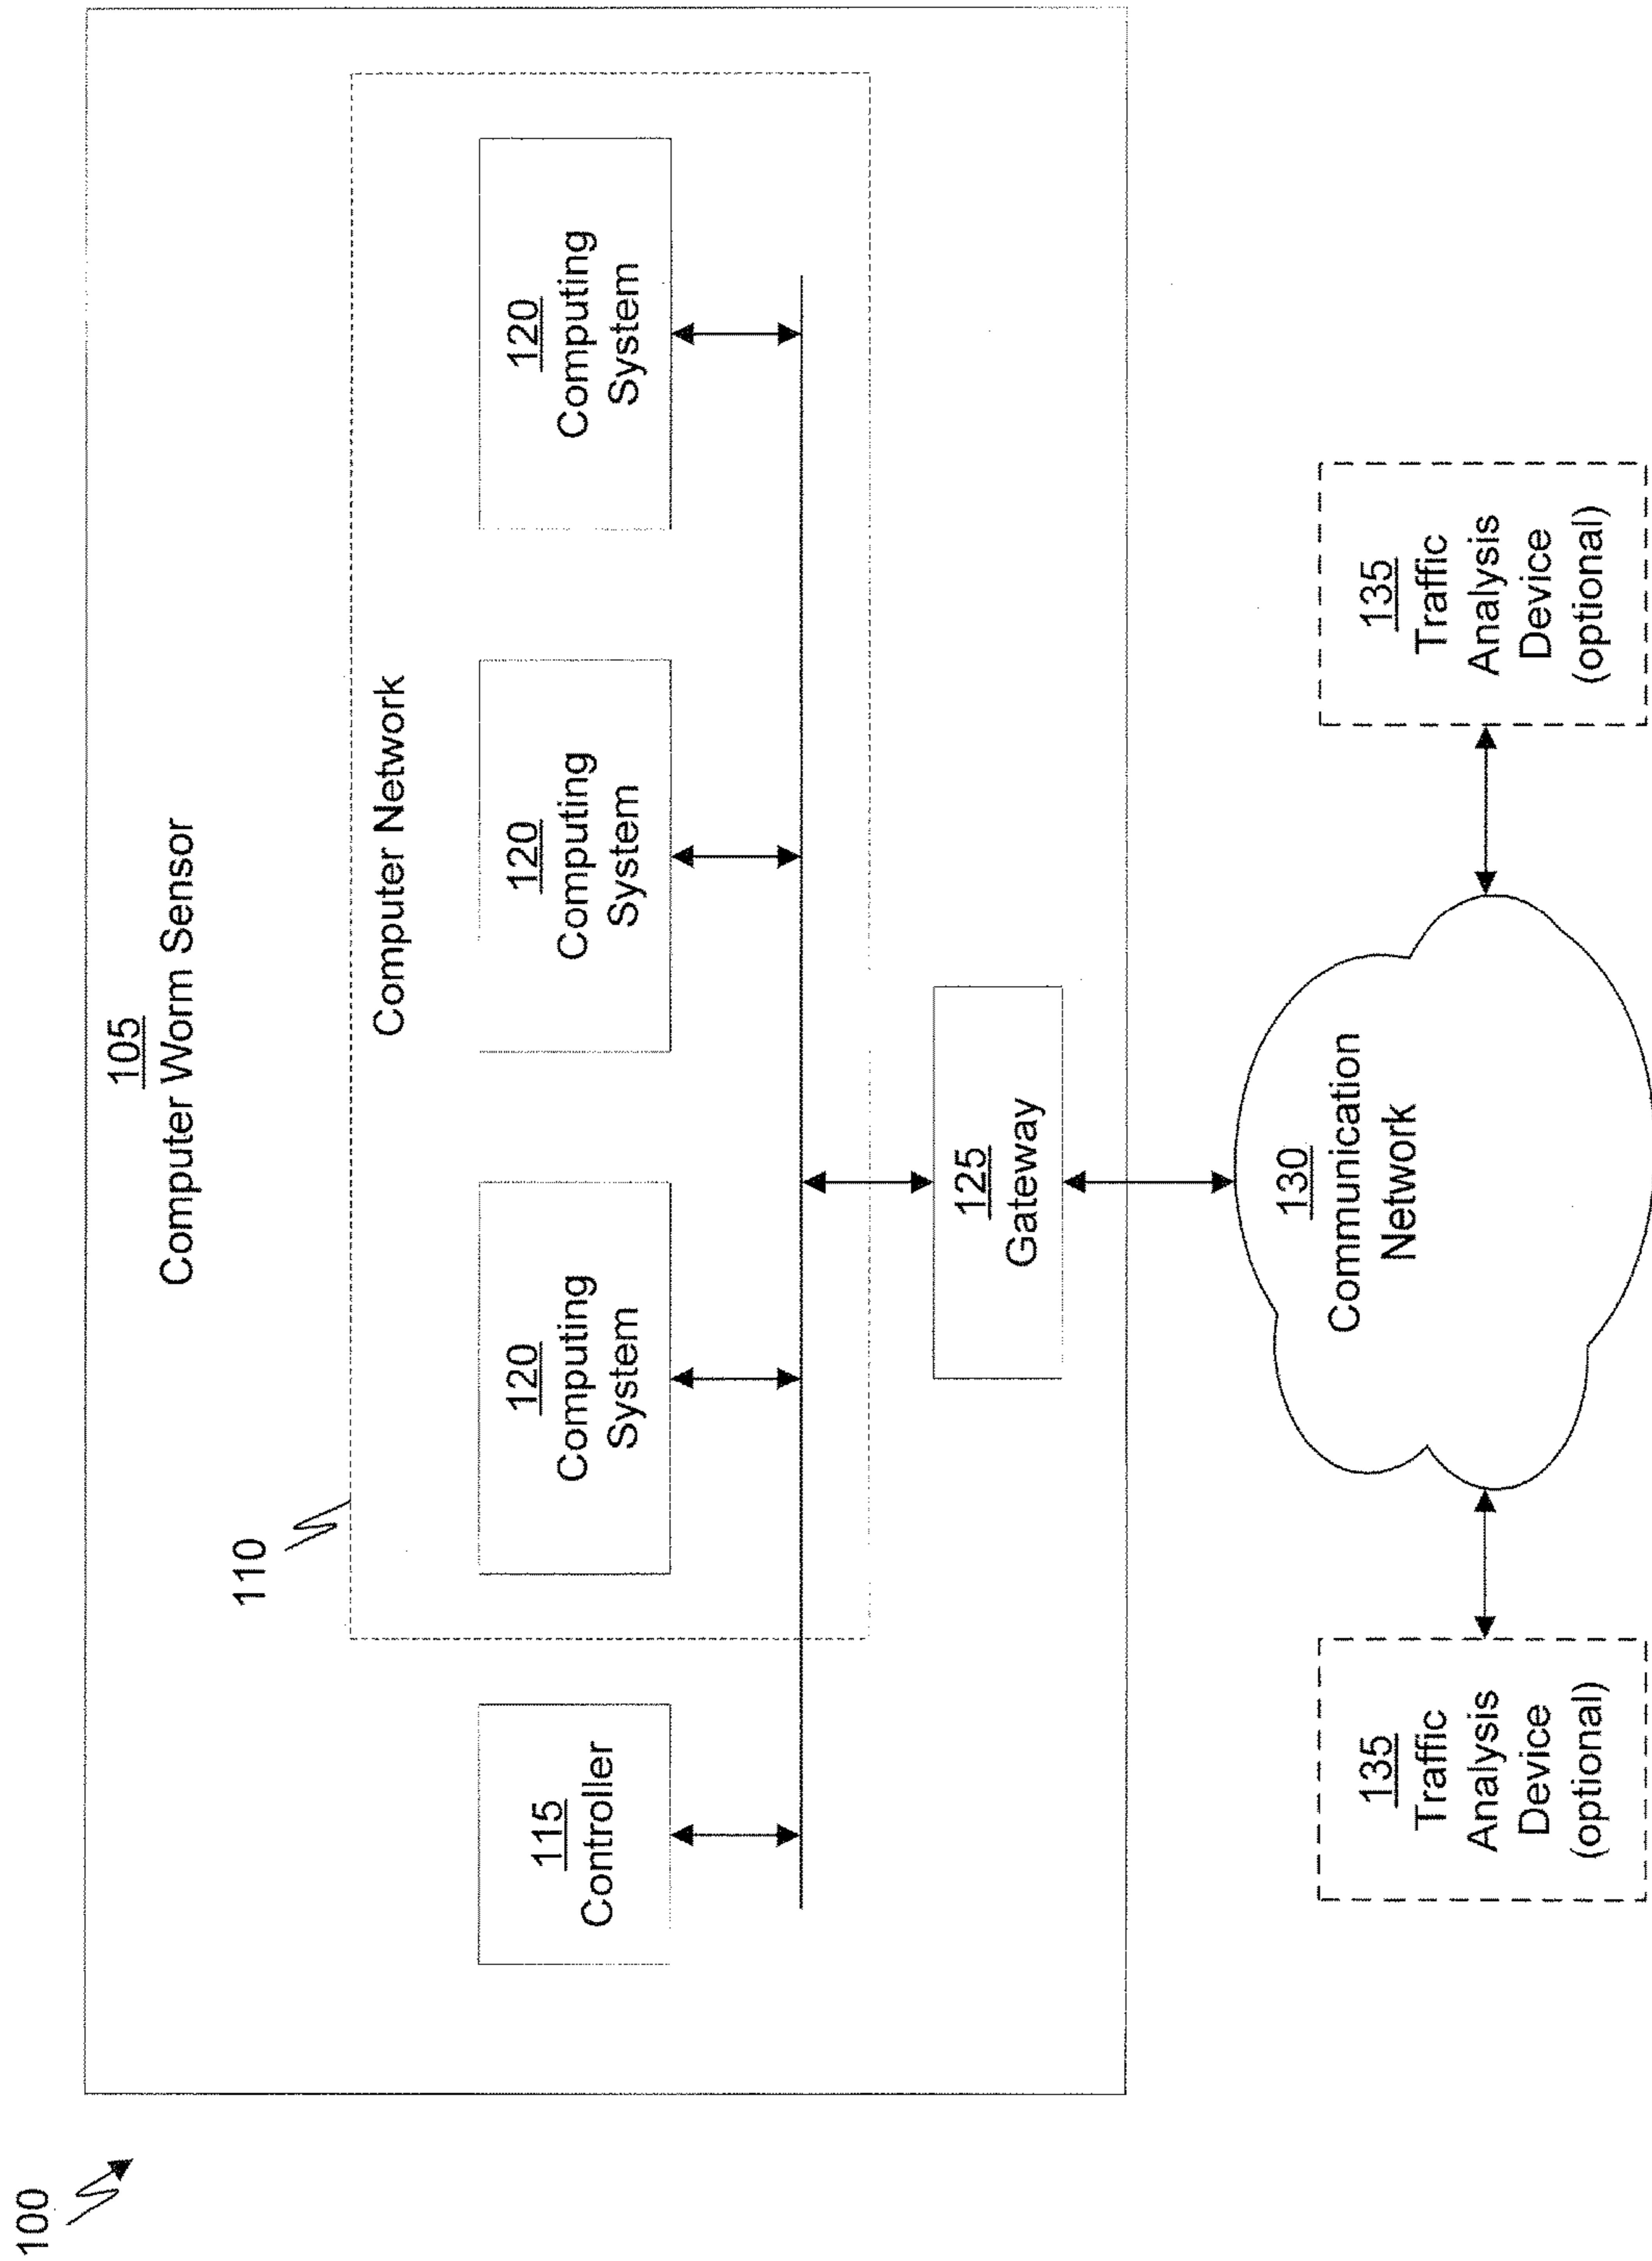 100
105
Computer Worm Sensor
110
Computer Network
115
Controller
120
Computing
System
120
Computing
System
120
Computing
System
125
Gateway
130
Communication
Network
135
Traffic
Analysis
Device
(optional)
135
Traffic
Analysis
Device
(optional)